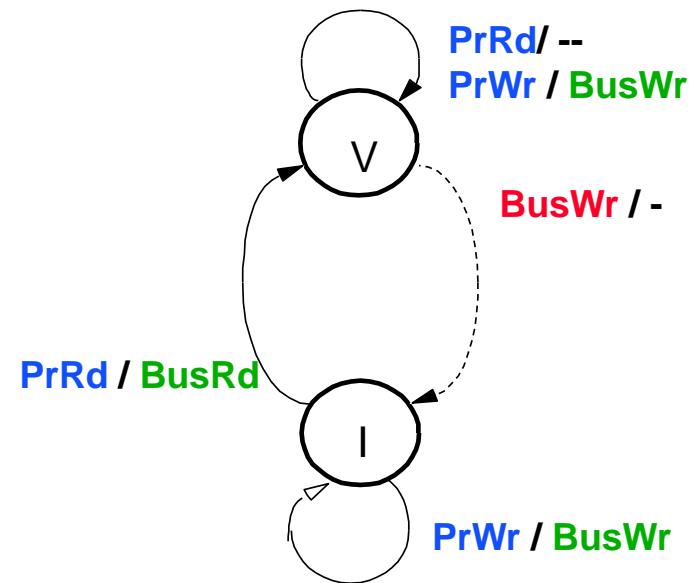 PrRd/ --
PrWr / BusWr
V
BusWr / -
PrRd / BusRd
I
PrWr / BusWr